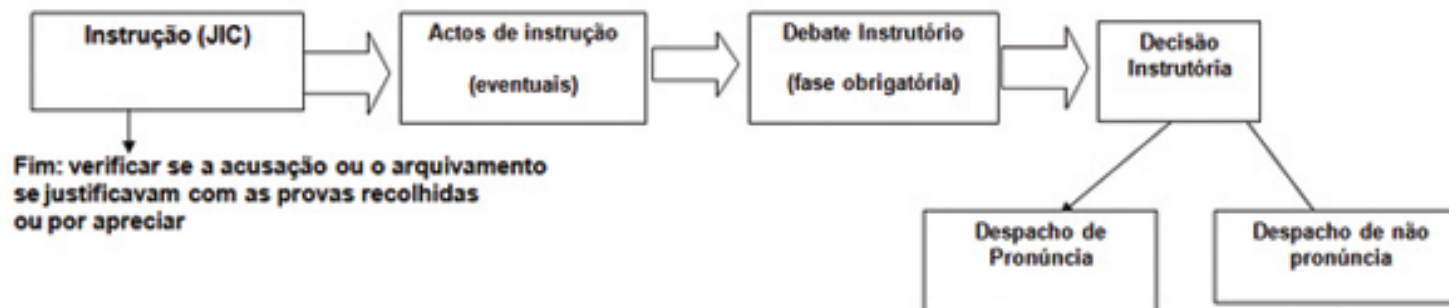 Instrução (JIC)
Actos de instrução
(eventuais)
Debate Instrutório
(fase obrigatória)
Decisão
Instrutória
Fim: verificar se a acusação ou o arquivamento
se justificavam com as provas recolhidas
ou por apreciar
Despacho de
Pronúncia
Despacho de não
pronúncia